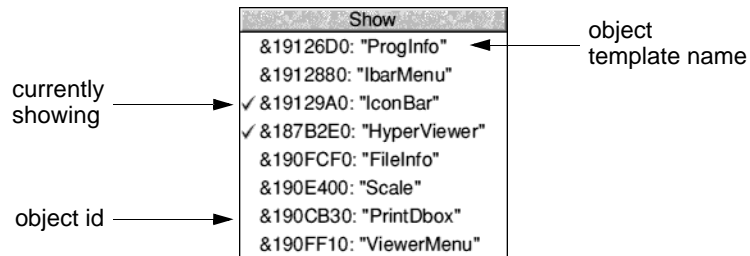 Show
&19126D0: "ProgInfo"
object
template name
&1912880: "IbarMenu"
currently
showing
✓ &19129A0: "IconBar"
✓ &187B2E0: "HyperViewer"
&190FCF0: "FileInfo"
&190E400: "Scale"
object id
&190CB30: "PrintDbox"
&190FF10: "ViewerMenu"